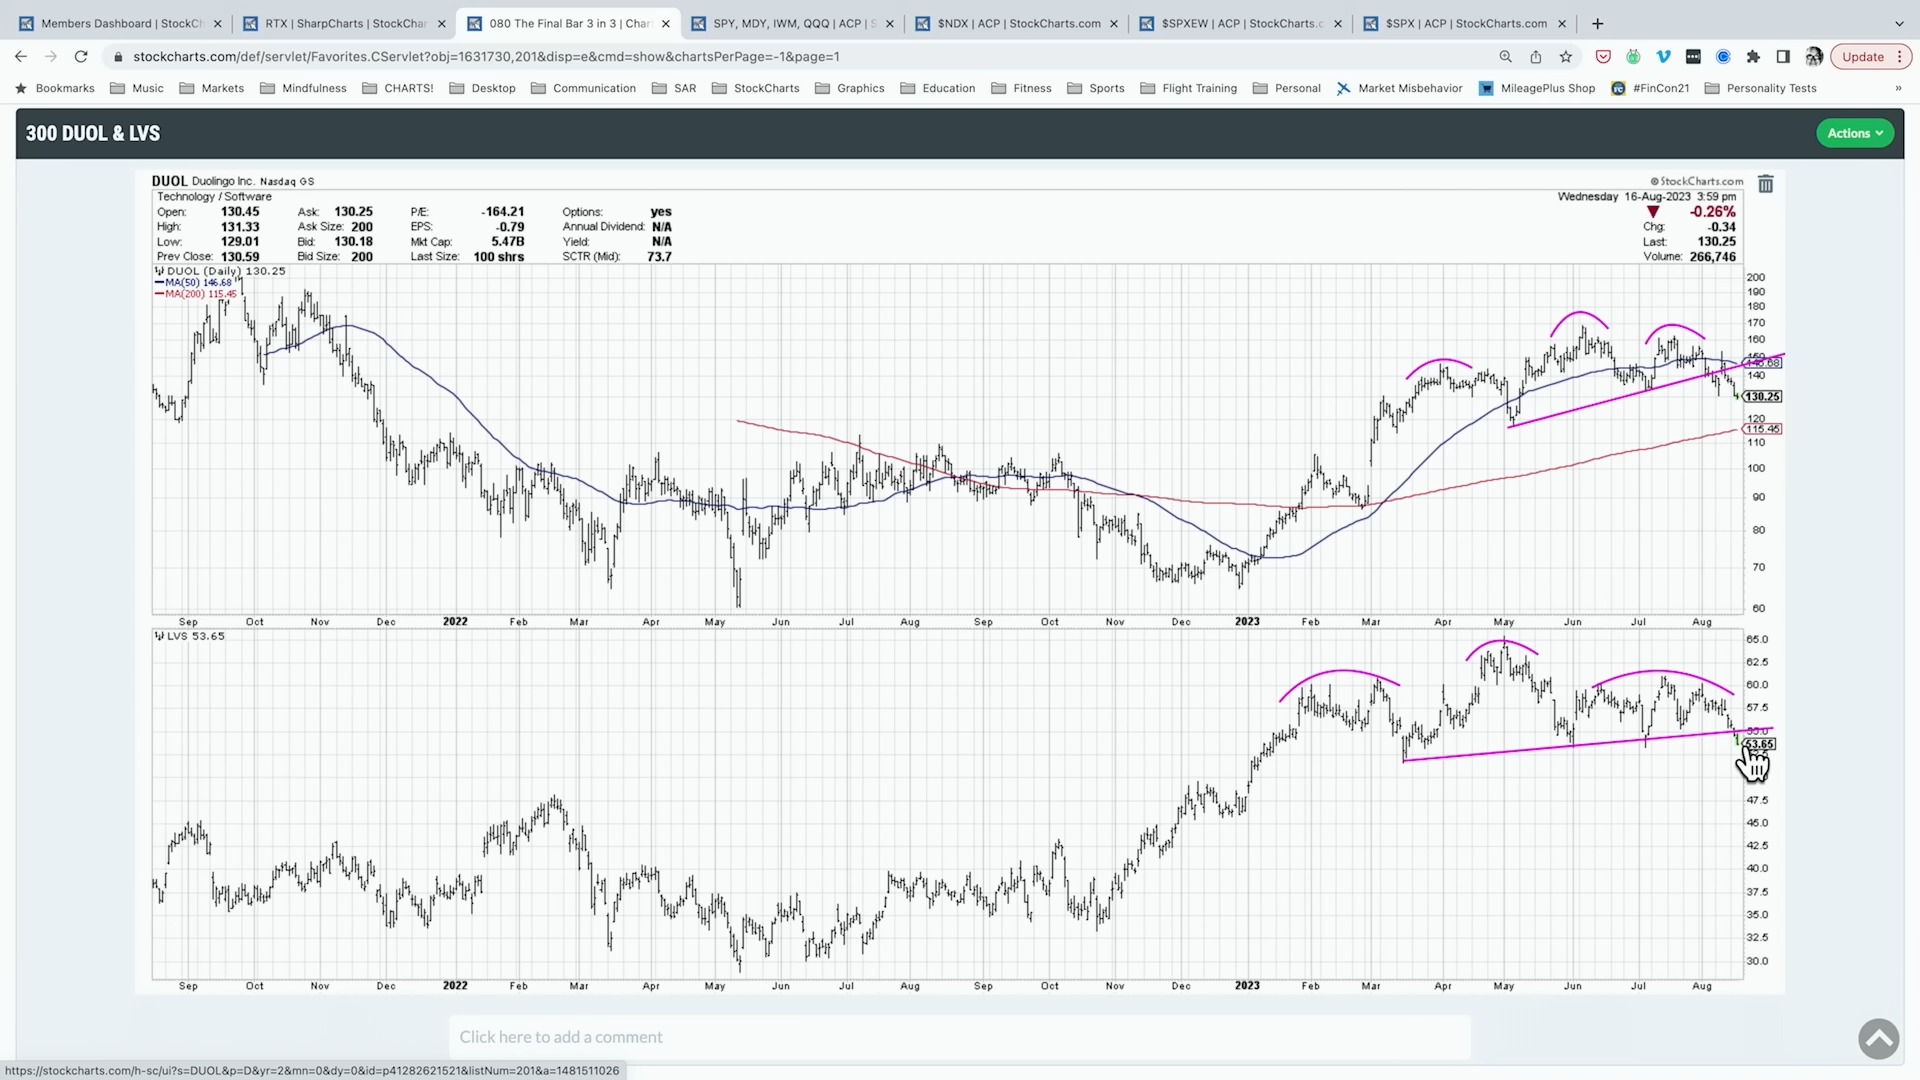 Members Dashboard | StockCh
RTX | SharpCharts | StockChar
080 The Final Bar 3 in 3 | Char
SPY, MDY, IWM, QQQ | ACP | S
$NDX | ACP | StockCharts.com
$SPXEW | ACP | StockCharts.c
$SPX | ACP | StockCharts.com
stockcharts.com/def/servlet/Favorites.CServlet?obj=1631730,201&disp=e&cmd=show&chartsPerPage=-1&page=1
Update
Bookmarks Music Markets Mindfulness CHARTS! Desktop Communication SAR StockCharts Graphics Education Fitness Sports Flight Training Personal Market Misbehavior MileagePlus Shop #FinCon21 Personality Tests »
300 DUOL & LVS
Actions
DUOL Duolingo Inc. Nasdaq GS
© StockCharts.com
Technology / Software
Wednesday 16-Aug-2023 3:59 pm
Open: 130.45 Ask: 130.25 P/E: -164.21 Options: yes
-0.26%
High: 131.33 Ask Size: 200 EPS: -0.79 Annual Dividend: N/A
Chg: -0.34
Low: 129.01 Bid: 130.18 Mkt Cap: 5.47B Yield: N/A
Last: 130.25
Prev Close: 130.59 Bid Size: 200 Last Size: 100 shrs SCTR (Mid): 73.7
Volume: 266,746
DUOL (Daily) 130.25
MA(50) 146.68
MA(200) 115.45
200
190
180
170
160
150
146.68
140
130.25
120
115.45
110
100
90
80
70
60
Sep Oct Nov Dec 2022 Feb Mar Apr May Jun Jul Aug Sep Oct Nov Dec 2023 Feb Mar Apr May Jun Jul Aug
LVS 53.65
65.0
62.5
60.0
57.5
55.0
53.65
47.5
45.0
42.5
40.0
37.5
35.0
32.5
30.0
Sep Oct Nov Dec 2022 Feb Mar Apr May Jun Jul Aug Sep Oct Nov Dec 2023 Feb Mar Apr May Jun Jul Aug
Click here to add a comment
https://stockcharts.com/h-sc/ui?s=DUOL&p=D&yr=2&mn=0&dy=0&id=p41282621521&listNum=201&a=1481511026